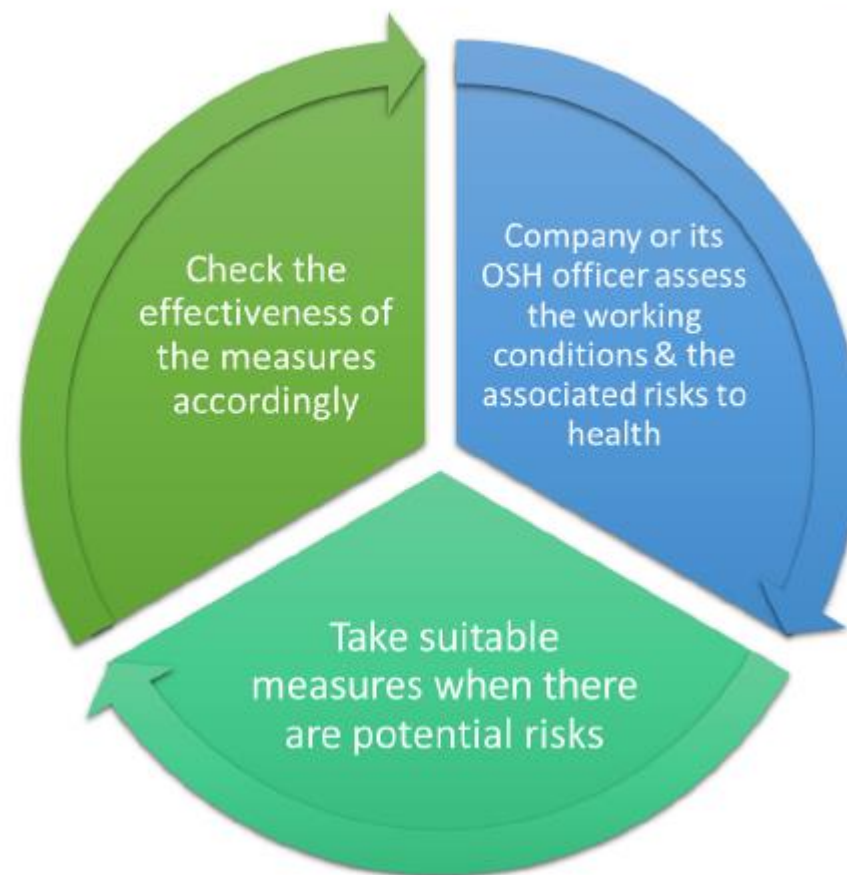 Company or its
OSH officer assess
the working
conditions & the
associated risks to
health
Take suitable
measures when there
are potential risks
Check the
effectiveness of
the measures
accordingly